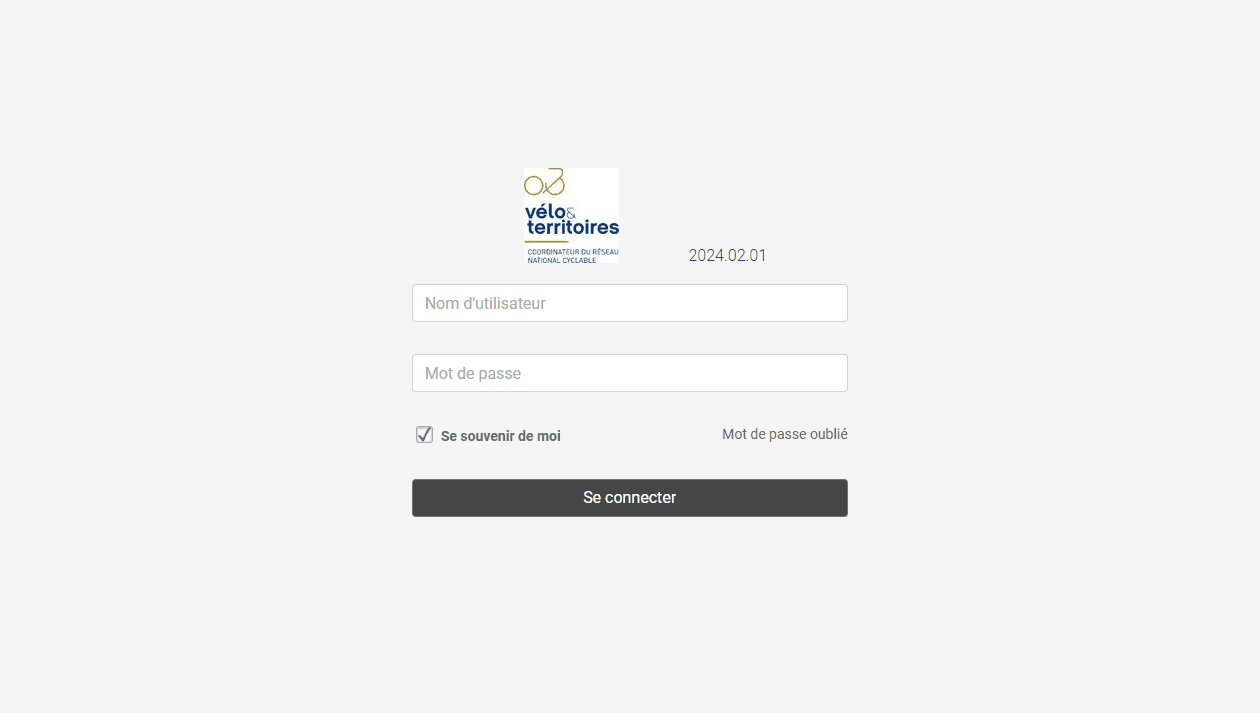 vélo&
territoires
COORDINATEUR DU RÉSEAU
NATIONAL CYCLABLE
2024.02.01
Nom d'utilisateur
Mot de passe
Se souvenir de moi
Mot de passe oublié
Se connecter